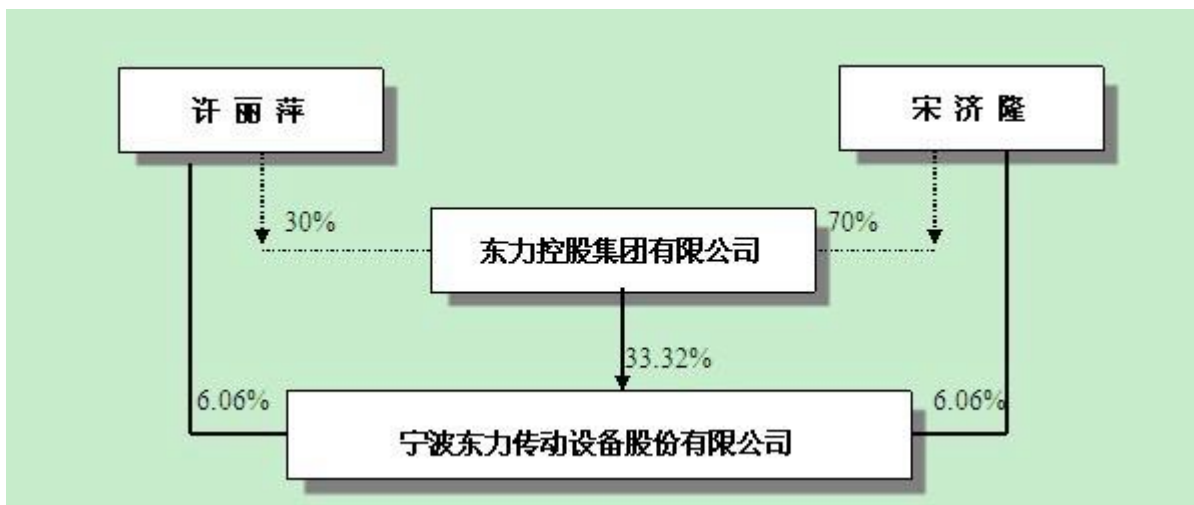 许丽萍
宋济隆
30%
70%
东力控股集团有限公司
33.32%
6.06%
6.06%
宁波东力传动设备股份有限公司